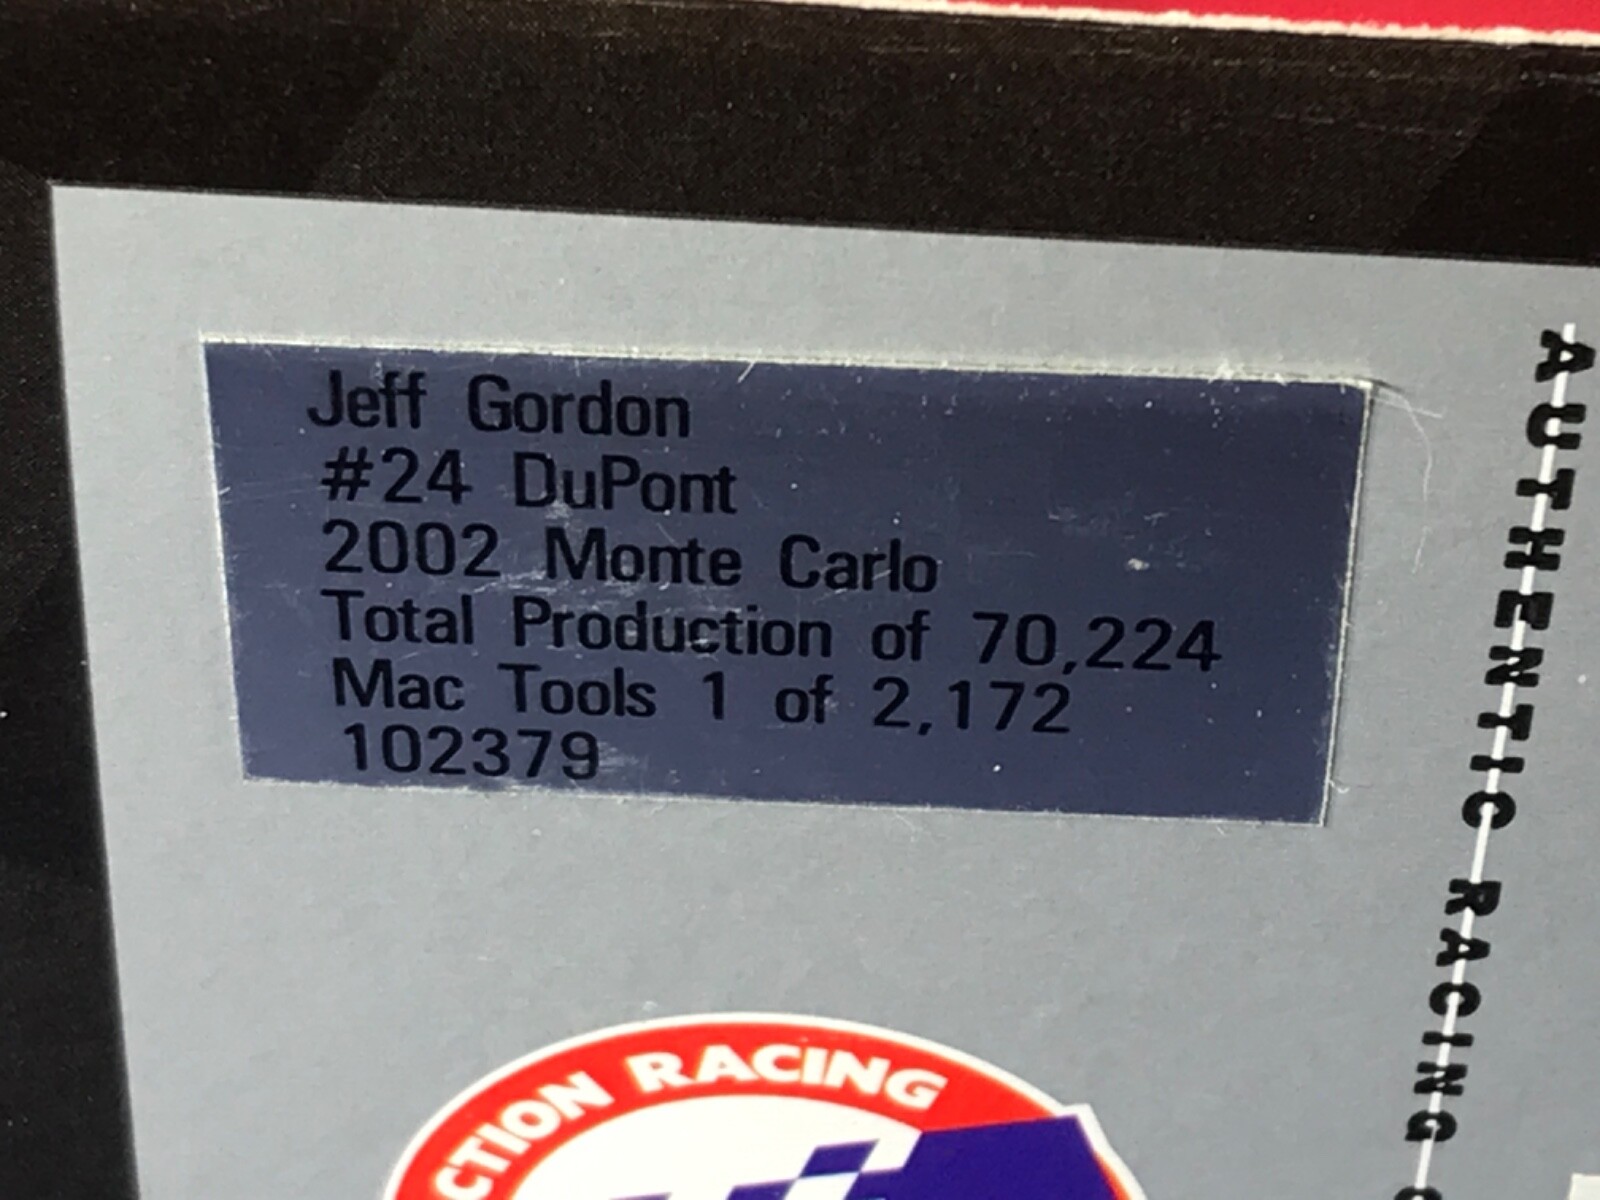 Jeff Gordon
#24 DuPont
2002 Monte Carlo
Total Production of 70,224
Mac Tools 1 of 2,172
102379
AUTHENTIC RACING
RACING